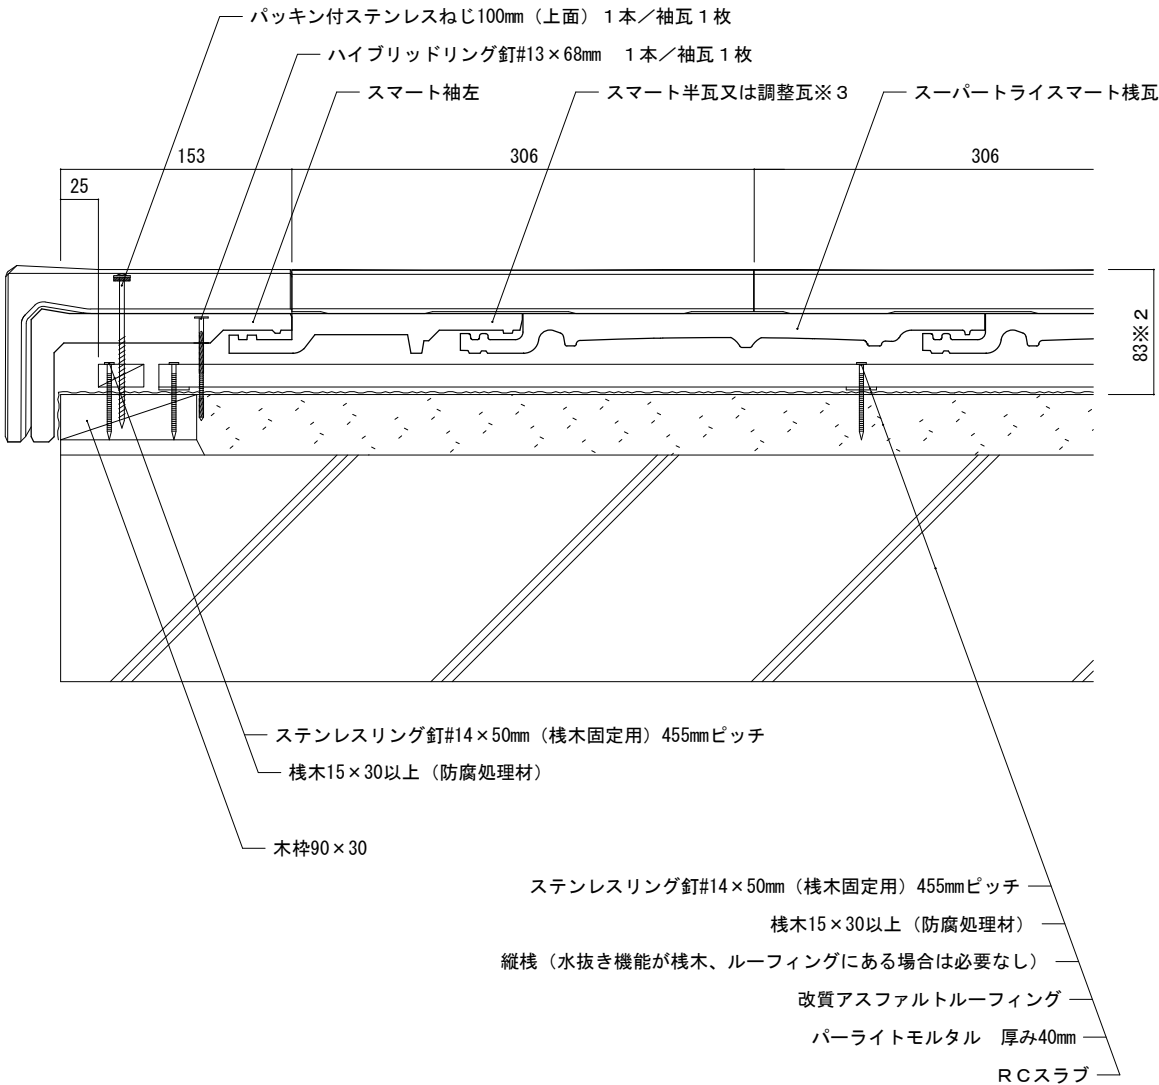 パッキン付ステンレスねじ100mm（上面）１本／袖瓦１枚
ハイブリッドリング釘#13×68mm　１本／袖瓦１枚
スマート袖左
スマート半瓦又は調整瓦※３
スーパートライスマート桟瓦
153
306
306
25
83※２
ステンレスリング釘#14×50mm（桟木固定用）455mmピッチ
桟木15×30以上（防腐処理材）
木枠90×30
ステンレスリング釘#14×50mm（桟木固定用）455mmピッチ
桟木15×30以上（防腐処理材）
縦桟（水抜き機能が桟木、ルーフィングにある場合は必要なし）
改質アスファルトルーフィング
パーライトモルタル　厚み40mm
ＲＣスラブ